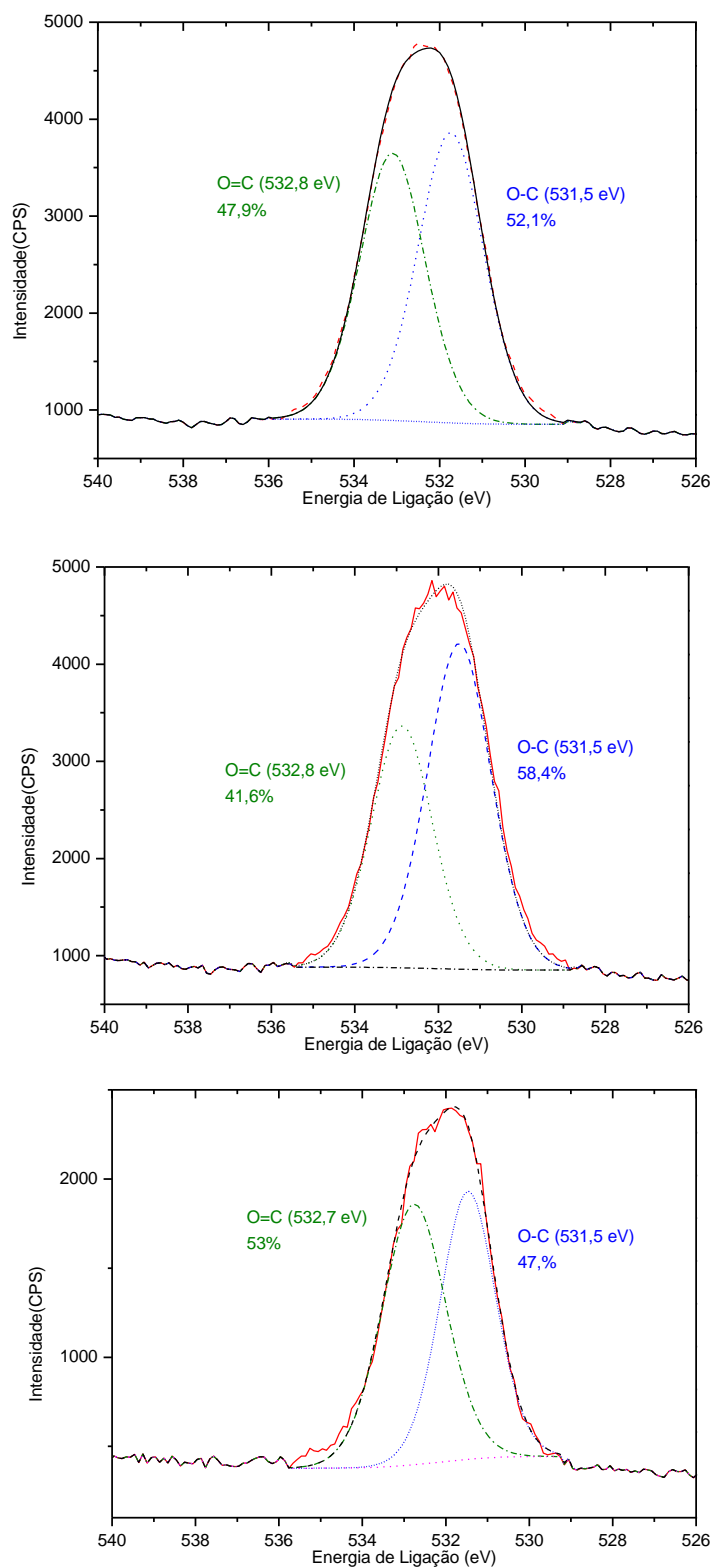 5000
4000
3000
2000
1000
Intensidade(CPS)
O=C (532,8 eV)
47,9%
O-C (531,5 eV)
52,1%
540 538 536 534 532 530 528 526
Energia de Ligação (eV)
5000
4000
3000
2000
1000
Intensidade(CPS)
O=C (532,8 eV)
41,6%
O-C (531,5 eV)
58,4%
540 538 536 534 532 530 528 526
Energia de Ligação (eV)
2000
1000
Intensidade(CPS)
O=C (532,7 eV)
53%
O-C (531,5 eV)
47,%
540 538 536 534 532 530 528 526
Energia de Ligação (eV)